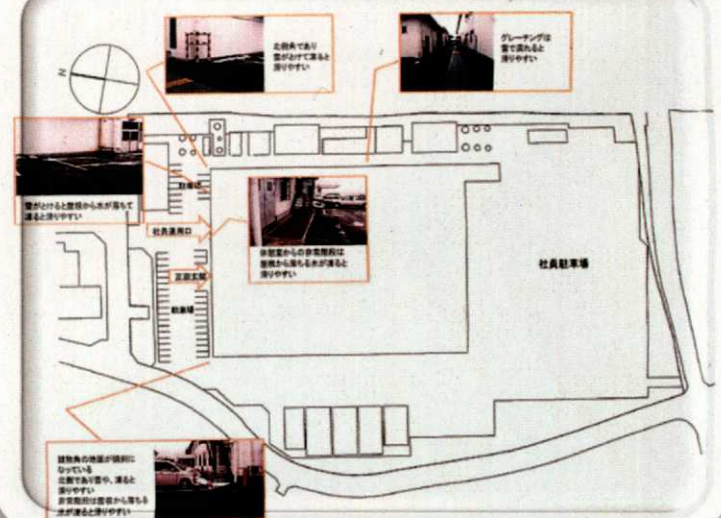 N
北側角であり
雪がとけて凍ると
滑りやすい
グレーチングは
雪で濡れると
滑りやすい
雪がとけると屋根から水が落ちて
凍ると滑りやすい
駐車場
社員通用口
休憩室からの非常階段は
屋根から落ちる水が凍ると
滑りやすい
正面玄関
駐車場
社員駐車場
建物角の地面が傾斜に
なっている
北側であり雪や、凍ると
滑りやすい
非常階段は屋根から落ちる
水が凍ると滑りやすい